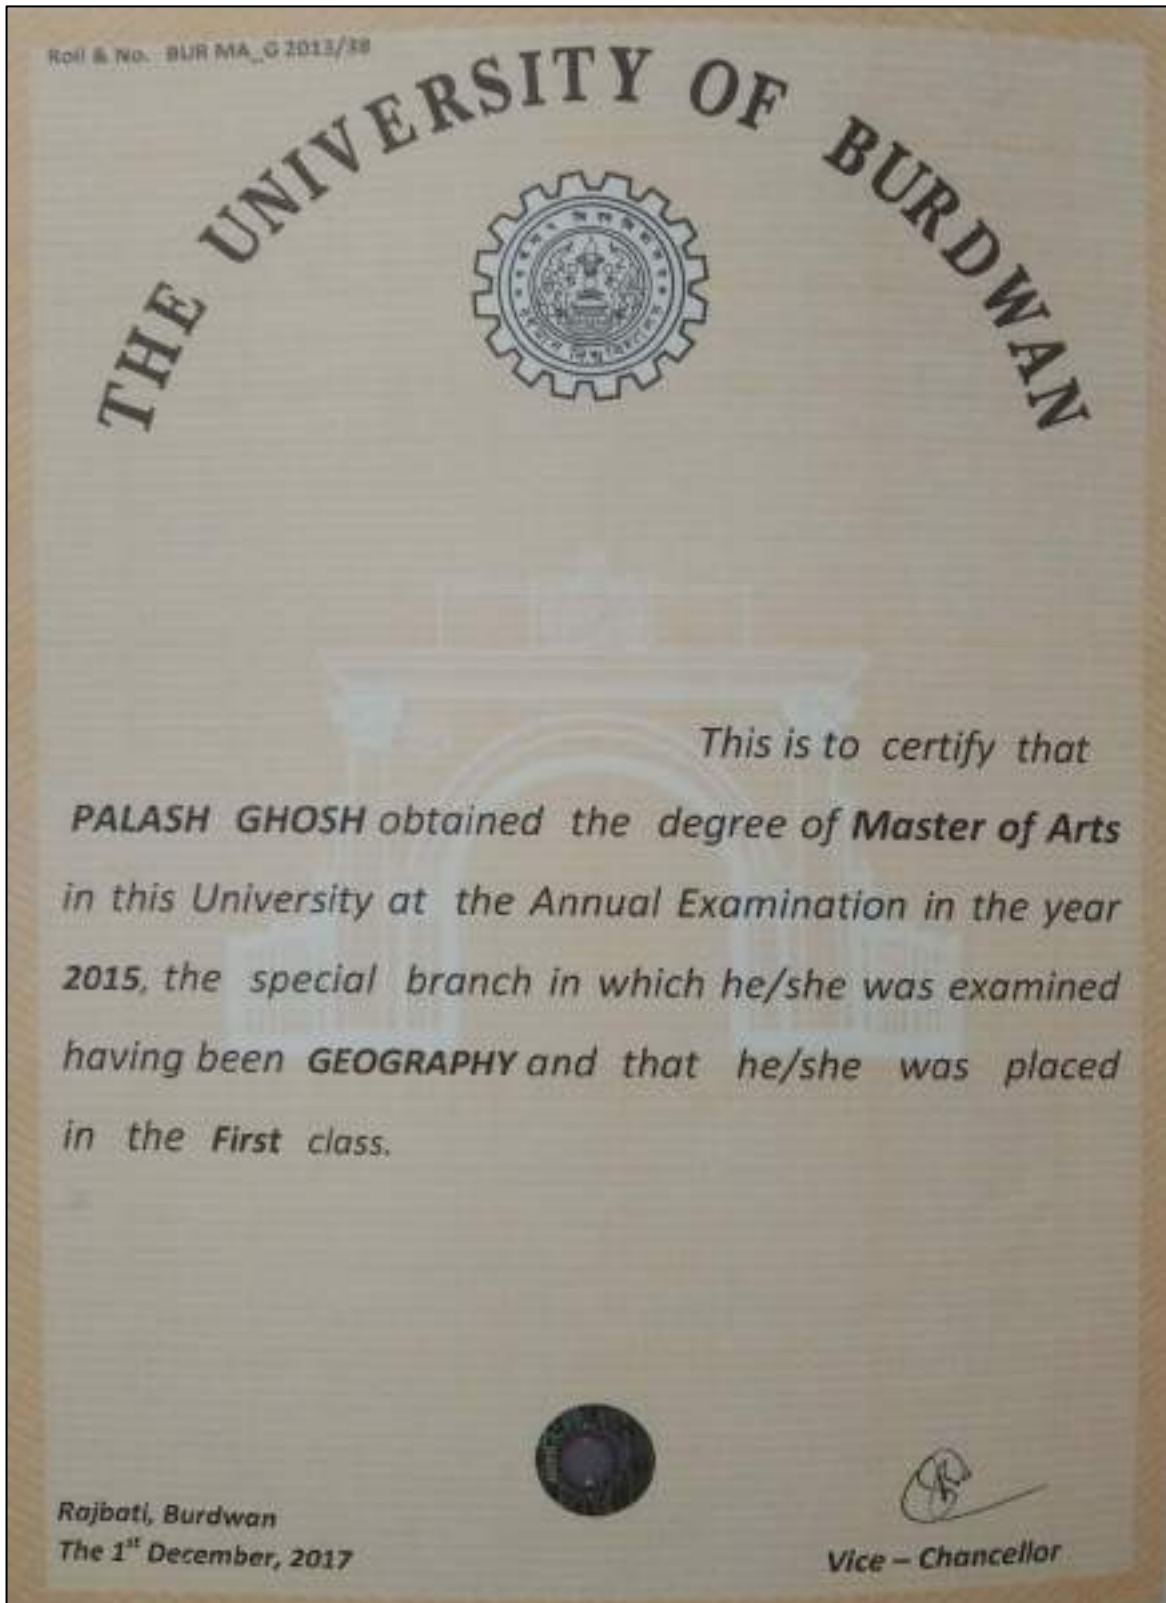 Roll & No. BUR MA_G 2013/38
THE UNIVERSITY OF BURDWAN
This is to certify that
PALASH GHOSH obtained the degree of Master of Arts
in this University at the Annual Examination in the year
2015, the special branch in which he/she was examined
having been GEOGRAPHY and that he/she was placed
in the First class.
Rajbati, Burdwan
The 1st December, 2017
Vice – Chancellor